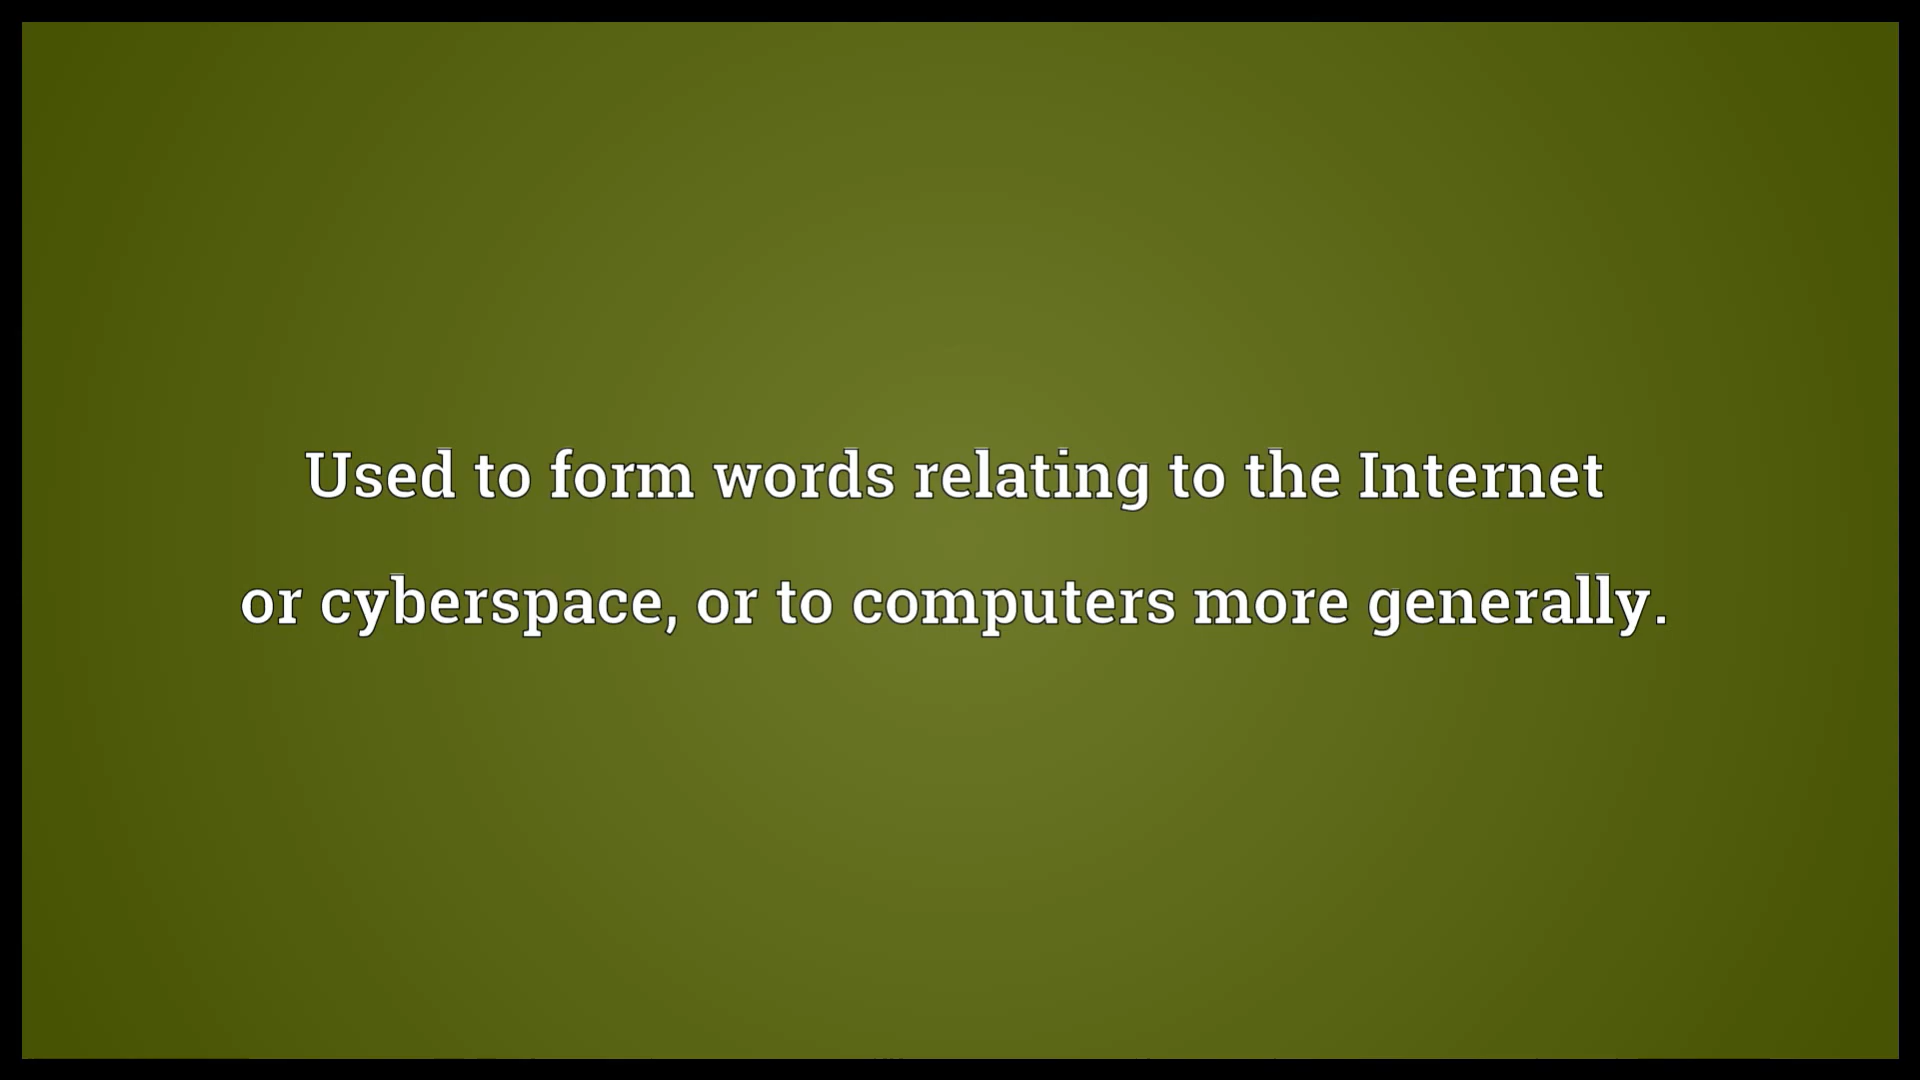 Used to form words relating to the Internet
or cyberspace, or to computers more generally.